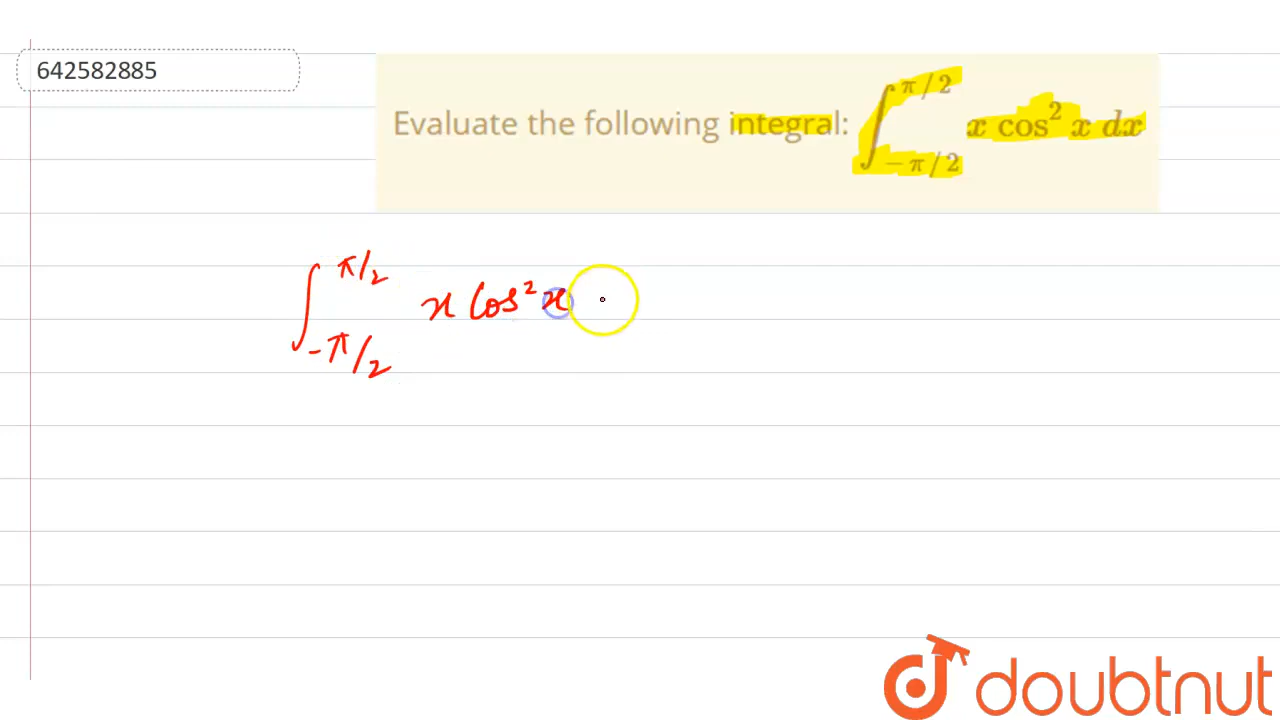 642582885
Evaluate the following integral: ∫_{-π/2}^{π/2} x cos² x dx
∫_{-π/2}^{π/2} x cos² x
doubtnut